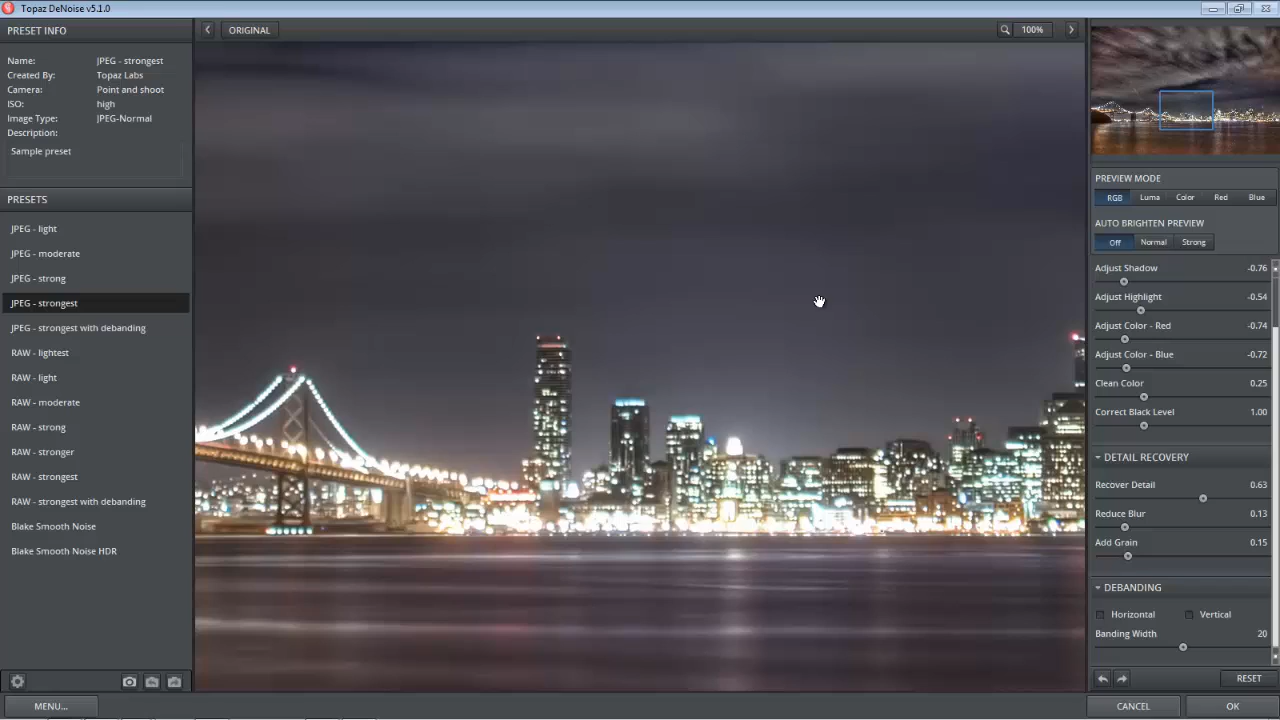 Topaz DeNoise v5.1.0
PRESET INFO
Name: JPEG - strongest
Created By: Topaz Labs
Camera: Point and shoot
ISO: high
Image Type: JPEG-Normal
Description:
Sample preset
PRESETS
JPEG - light
JPEG - moderate
JPEG - strong
JPEG - strongest
JPEG - strongest with debanding
RAW - lightest
RAW - light
RAW - moderate
RAW - strong
RAW - stronger
RAW - strongest
RAW - strongest with debanding
Blake Smooth Noise
Blake Smooth Noise HDR
MENU...
ORIGINAL
100%
PREVIEW MODE
RGB Luma Color Red Blue
AUTO BRIGHTEN PREVIEW
Off Normal Strong
Adjust Shadow -0.76
Adjust Highlight -0.54
Adjust Color - Red -0.74
Adjust Color - Blue -0.72
Clean Color 0.25
Correct Black Level 1.00
DETAIL RECOVERY
Recover Detail 0.63
Reduce Blur 0.13
Add Grain 0.15
DEBANDING
Horizontal Vertical
Banding Width 20
RESET
CANCEL OK